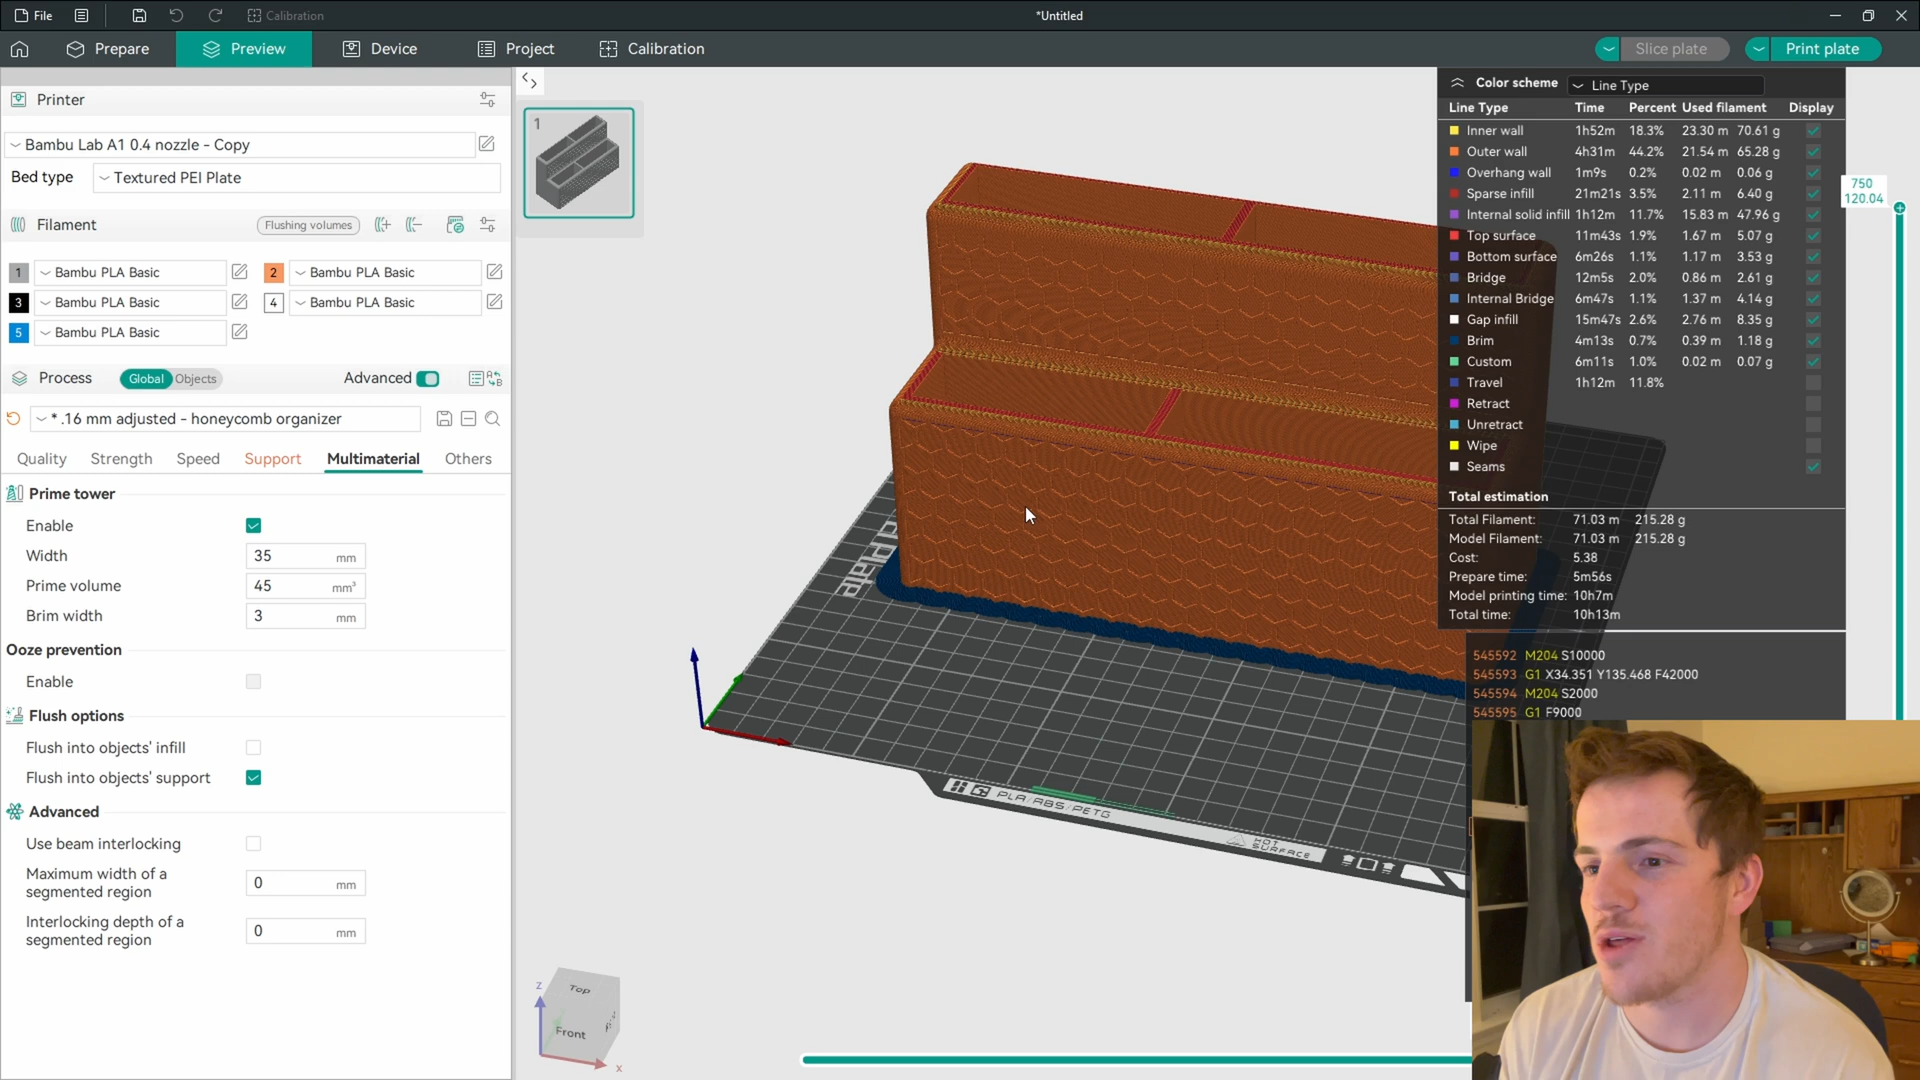 File
Calibration
*Untitled
Prepare
Preview
Device
Project
Calibration
Slice plate
Print plate
Printer
Bambu Lab A1 0.4 nozzle - Copy
Bed type
Textured PEI Plate
Filament
Flushing volumes
1 Bambu PLA Basic
2 Bambu PLA Basic
3 Bambu PLA Basic
4 Bambu PLA Basic
5 Bambu PLA Basic
Process
Global
Objects
Advanced
* .16 mm adjusted - honeycomb organizer
Quality
Strength
Speed
Support
Multimaterial
Others
Prime tower
Enable
Width 35 mm
Prime volume 45 mm³
Brim width 3 mm
Ooze prevention
Enable
Flush options
Flush into objects' infill
Flush into objects' support
Advanced
Use beam interlocking
Maximum width of a
segmented region
0 mm
Interlocking depth of a
segmented region
0 mm
1
PLA/ABS/PETG
HOT
SURFACE
Top
Front
Z
X
Color scheme Line Type
Line Type Time Percent Used filament Display
Inner wall 1h52m 18.3% 23.30 m 70.61 g
Outer wall 4h31m 44.2% 21.54 m 65.28 g
Overhang wall 1m9s 0.2% 0.02 m 0.06 g
Sparse infill 21m21s 3.5% 2.11 m 6.40 g
Internal solid infill 1h12m 11.7% 15.83 m 47.96 g
Top surface 11m43s 1.9% 1.67 m 5.07 g
Bottom surface 6m26s 1.1% 1.17 m 3.53 g
Bridge 12m5s 2.0% 0.86 m 2.61 g
Internal Bridge 6m47s 1.1% 1.37 m 4.14 g
Gap infill 15m47s 2.6% 2.76 m 8.35 g
Brim 4m13s 0.7% 0.39 m 1.18 g
Custom 6m11s 1.0% 0.02 m 0.07 g
Travel 1h12m 11.8%
Retract
Unretract
Wipe
Seams
Total estimation
Total Filament: 71.03 m 215.28 g
Model Filament: 71.03 m 215.28 g
Cost: 5.38
Prepare time: 5m56s
Model printing time: 10h7m
Total time: 10h13m
750
120.04
545592 M204 S10000
545593 G1 X34.351 Y135.468 F42000
545594 M204 S2000
545595 G1 F9000